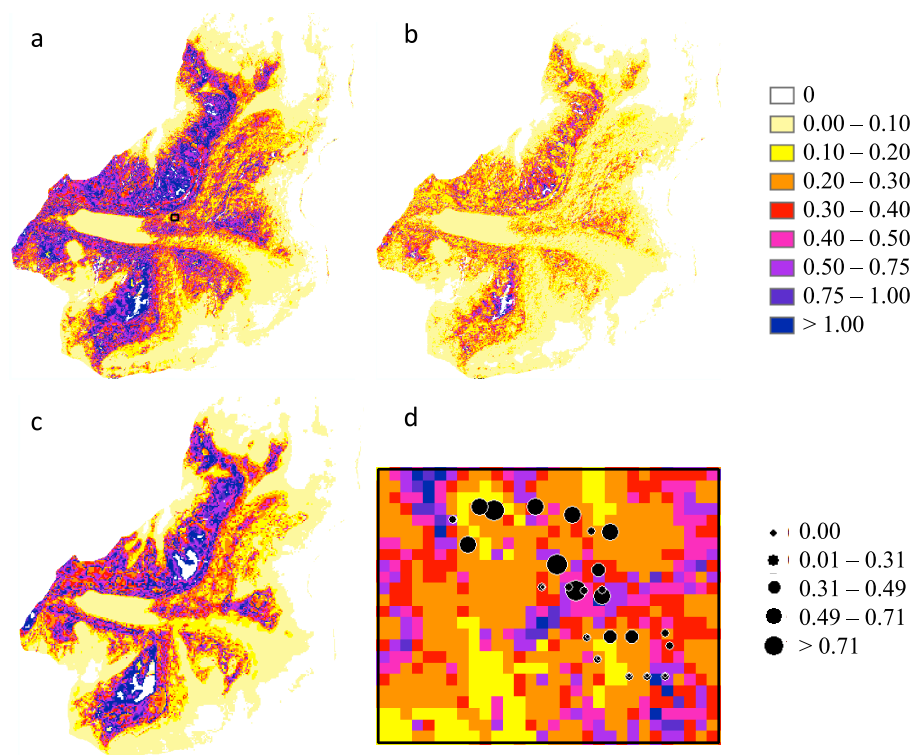 a
b
0
0.00 – 0.10
0.10 – 0.20
0.20 – 0.30
0.30 – 0.40
0.40 – 0.50
0.50 – 0.75
0.75 – 1.00
> 1.00
c
d
0.00
0.01 – 0.31
0.31 – 0.49
0.49 – 0.71
> 0.71